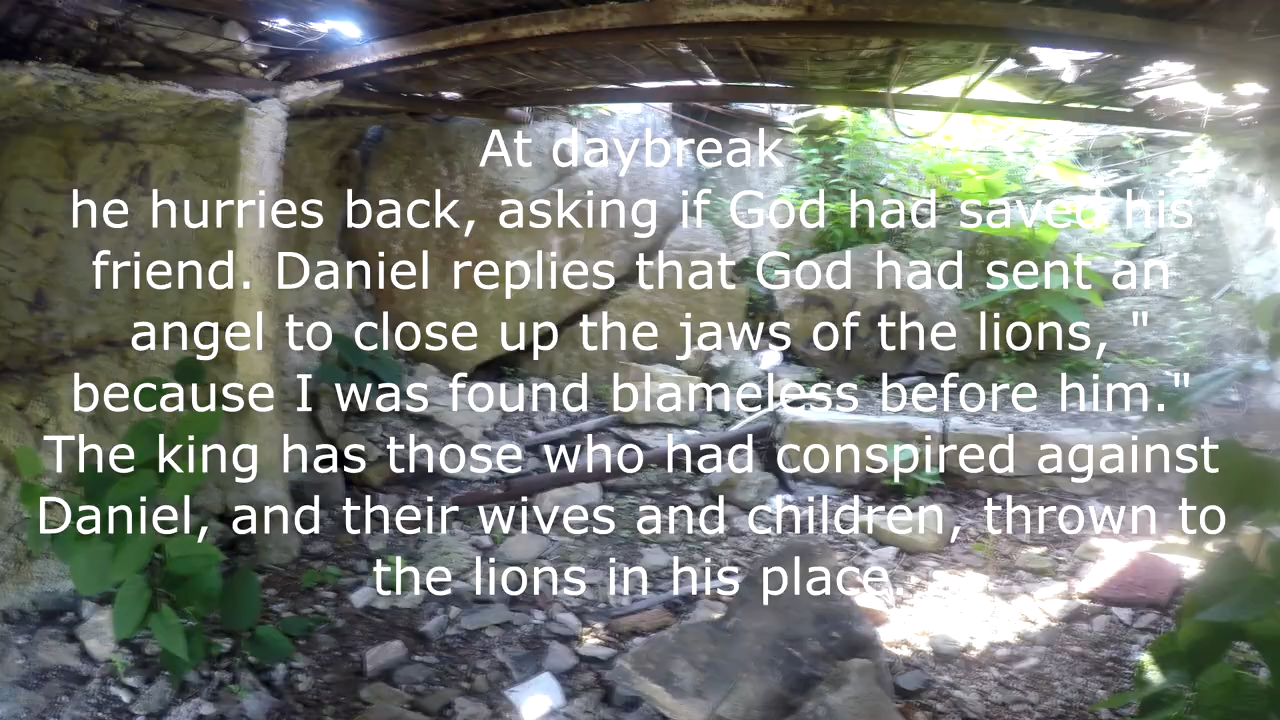 At daybreak
he hurries back, asking if God had saved his
friend. Daniel replies that God had sent an
angel to close up the jaws of the lions, "
because I was found blameless before him."
The king has those who had conspired against
Daniel, and their wives and children, thrown to
the lions in his place.